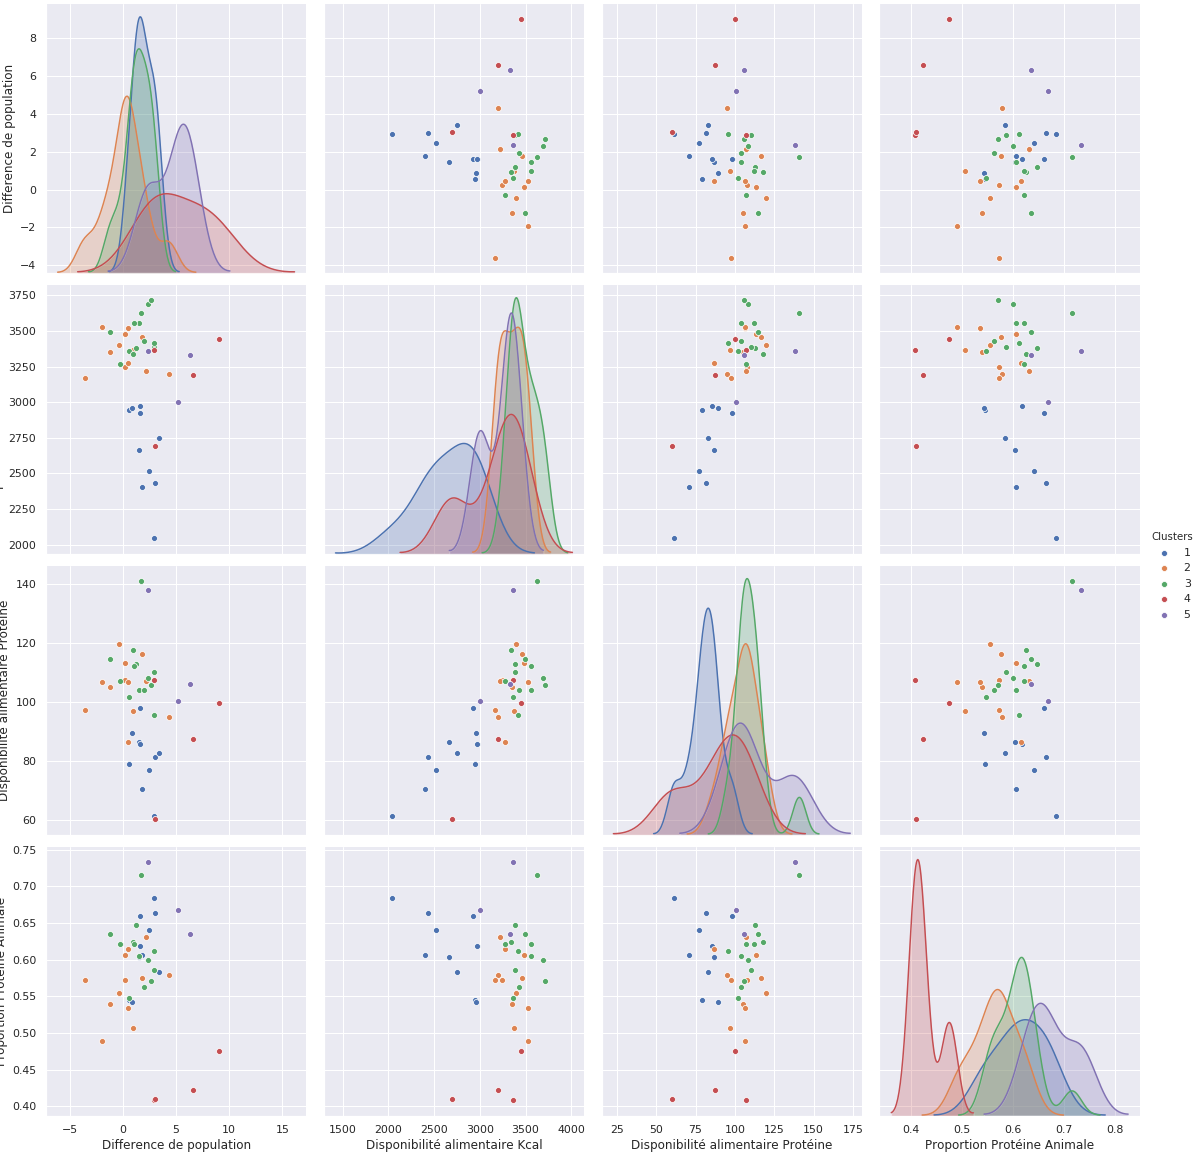 Difference de population
8
6
4
2
0
−2
−4
3750
3500
3250
3000
2750
2500
2250
2000
Disponibilité alimentaire Protéine
140
120
100
80
60
Proportion Protéine Animale
0.75
0.70
0.65
0.60
0.55
0.50
0.45
0.40
−5 0 5 10 15
Difference de population
1500 2000 2500 3000 3500 4000
Disponibilité alimentaire Kcal
25 50 75 100 125 150 175
Disponibilité alimentaire Protéine
0.4 0.5 0.6 0.7 0.8
Proportion Protéine Animale
Clusters
1
2
3
4
5